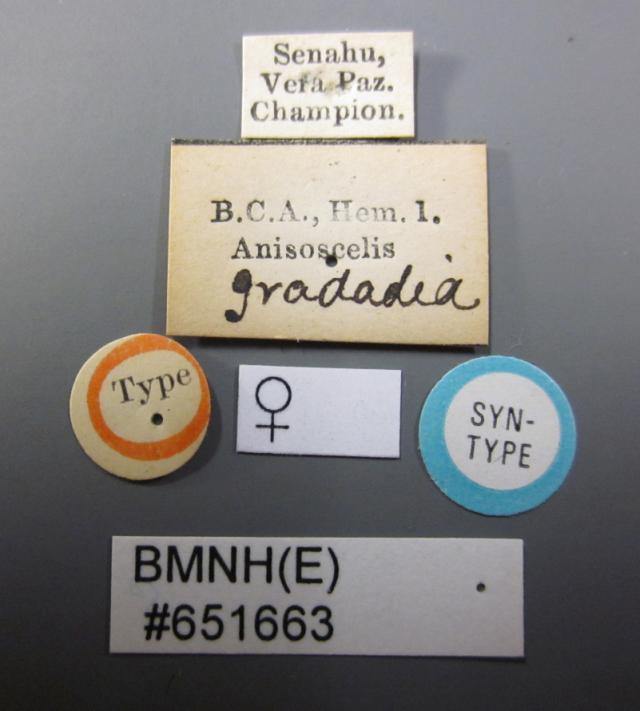 Senahu,
Vera Paz.
Champion.
B.C.A., Hem. 1.
Anisoscelis
gradadia
Type
♀
SYN-
TYPE
BMNH(E)
#651663